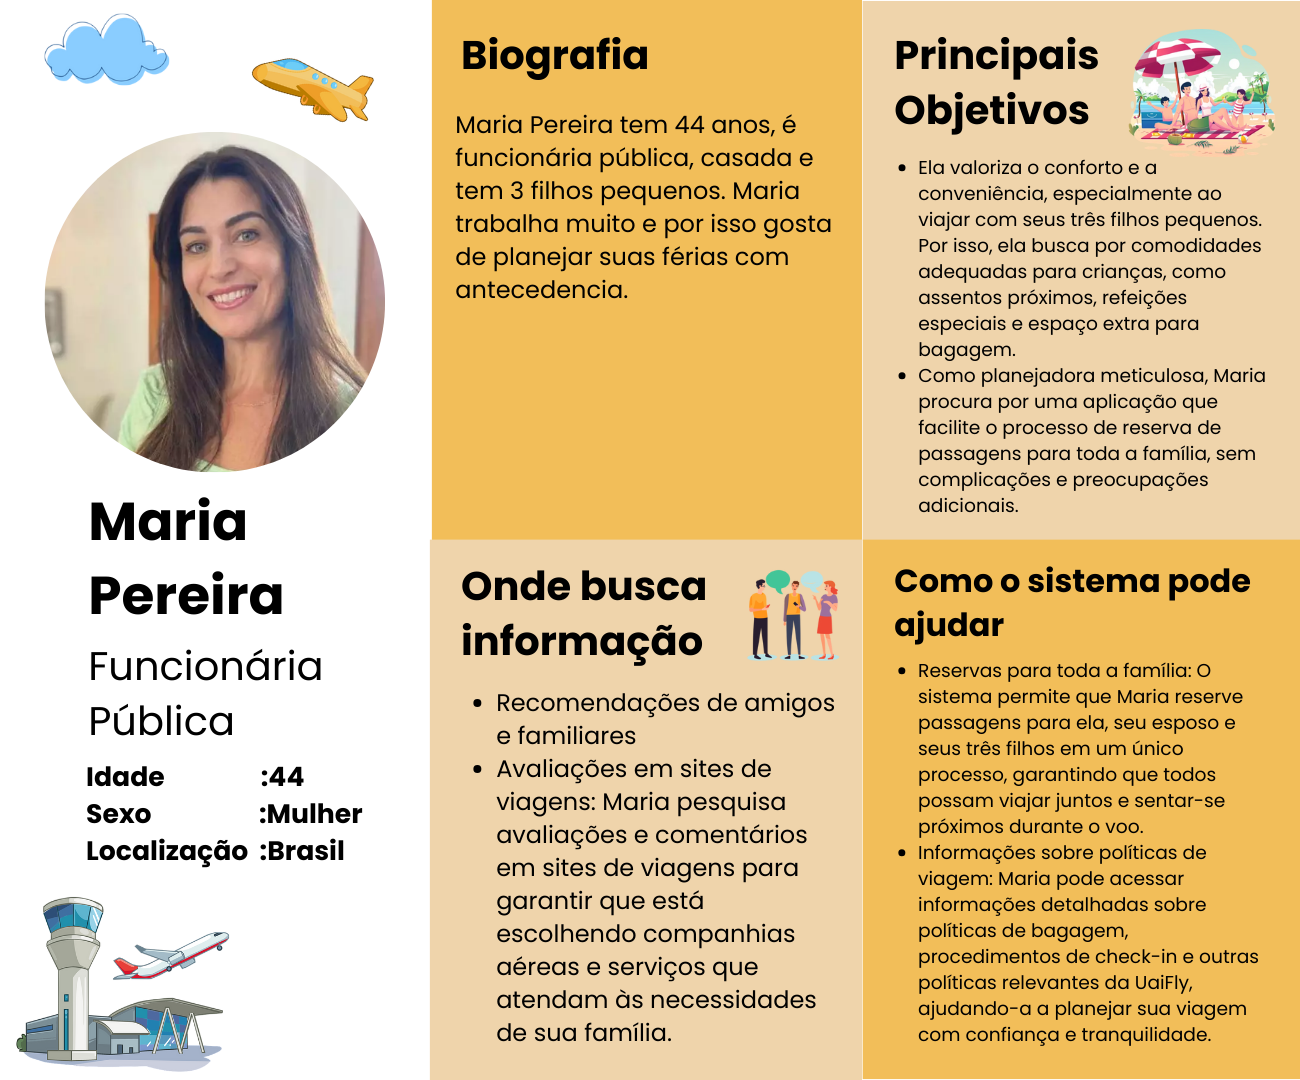 Maria
Pereira
Funcionária
Pública
Idade :44
Sexo :Mulher
Localização :Brasil
Biografia
Maria Pereira tem 44 anos, é
funcionária pública, casada e
tem 3 filhos pequenos. Maria
trabalha muito e por isso gosta
de planejar suas férias com
antecedencia.
Principais
Objetivos
• Ela valoriza o conforto e a
conveniência, especialmente ao
viajar com seus três filhos pequenos.
Por isso, ela busca por comodidades
adequadas para crianças, como
assentos próximos, refeições
especiais e espaço extra para
bagagem.
• Como planejadora meticulosa, Maria
procura por uma aplicação que
facilite o processo de reserva de
passagens para toda a família, sem
complicações e preocupações
adicionais.
Onde busca
informação
• Recomendações de amigos
e familiares
• Avaliações em sites de
viagens: Maria pesquisa
avaliações e comentários
em sites de viagens para
garantir que está
escolhendo companhias
aéreas e serviços que
atendam às necessidades
de sua família.
Como o sistema pode
ajudar
• Reservas para toda a família: O
sistema permite que Maria reserve
passagens para ela, seu esposo e
seus três filhos em um único
processo, garantindo que todos
possam viajar juntos e sentar-se
próximos durante o voo.
• Informações sobre políticas de
viagem: Maria pode acessar
informações detalhadas sobre
políticas de bagagem,
procedimentos de check-in e outras
políticas relevantes da UaiFly,
ajudando-a a planejar sua viagem
com confiança e tranquilidade.